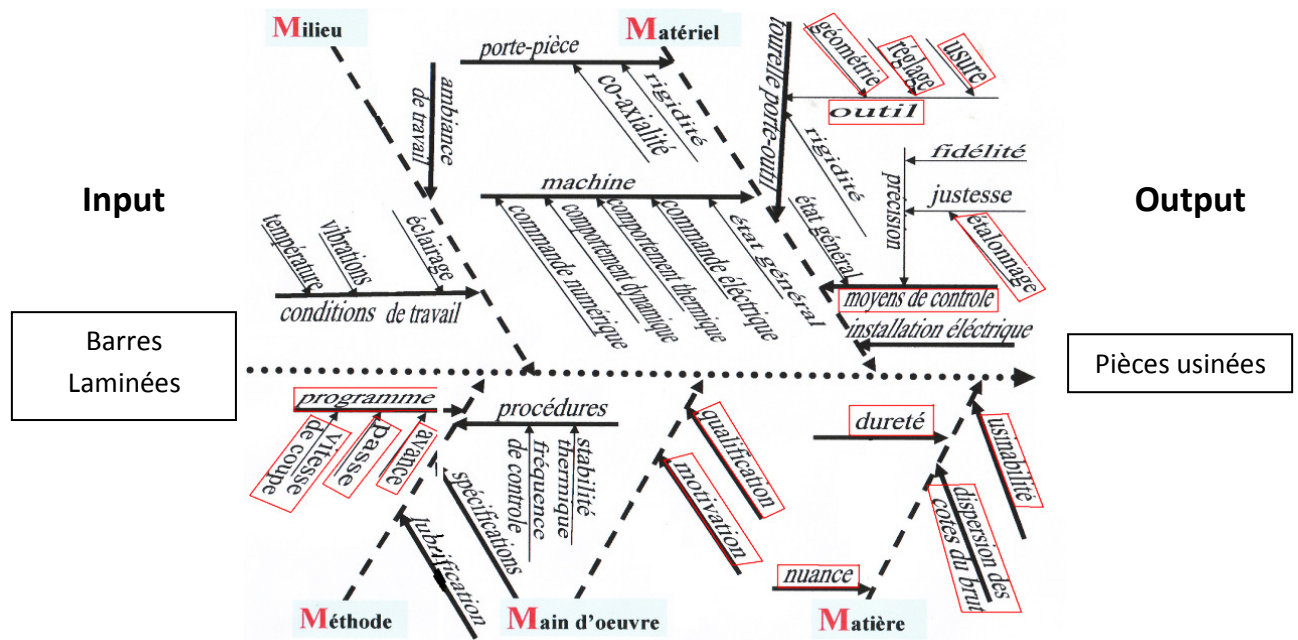 Milieu
Matériel
porte-pièce
rigidité
co-axialité
ambiance
de travail
tourelle porte-outil
géométrie
réglage
usure
outil
rigidité
fidélité
justesse
précision
étalonnage
état général
moyens de controle
installation éléctrique
machine
commande numérique
comportement dynamique
comportement thermique
commande éléctrique
état général
Input
Output
température
vibrations
éclairage
conditions de travail
Barres
Laminées
Pièces usinées
programme
vitesse
de coupe
passe
avance
procédures
stabilité
thermique
fréquence
de controle
spécifications
lubrification
qualification
motivation
dureté
usinabilité
dispersion des
cotes du brut
nuance
Méthode
Main d'oeuvre
Matière